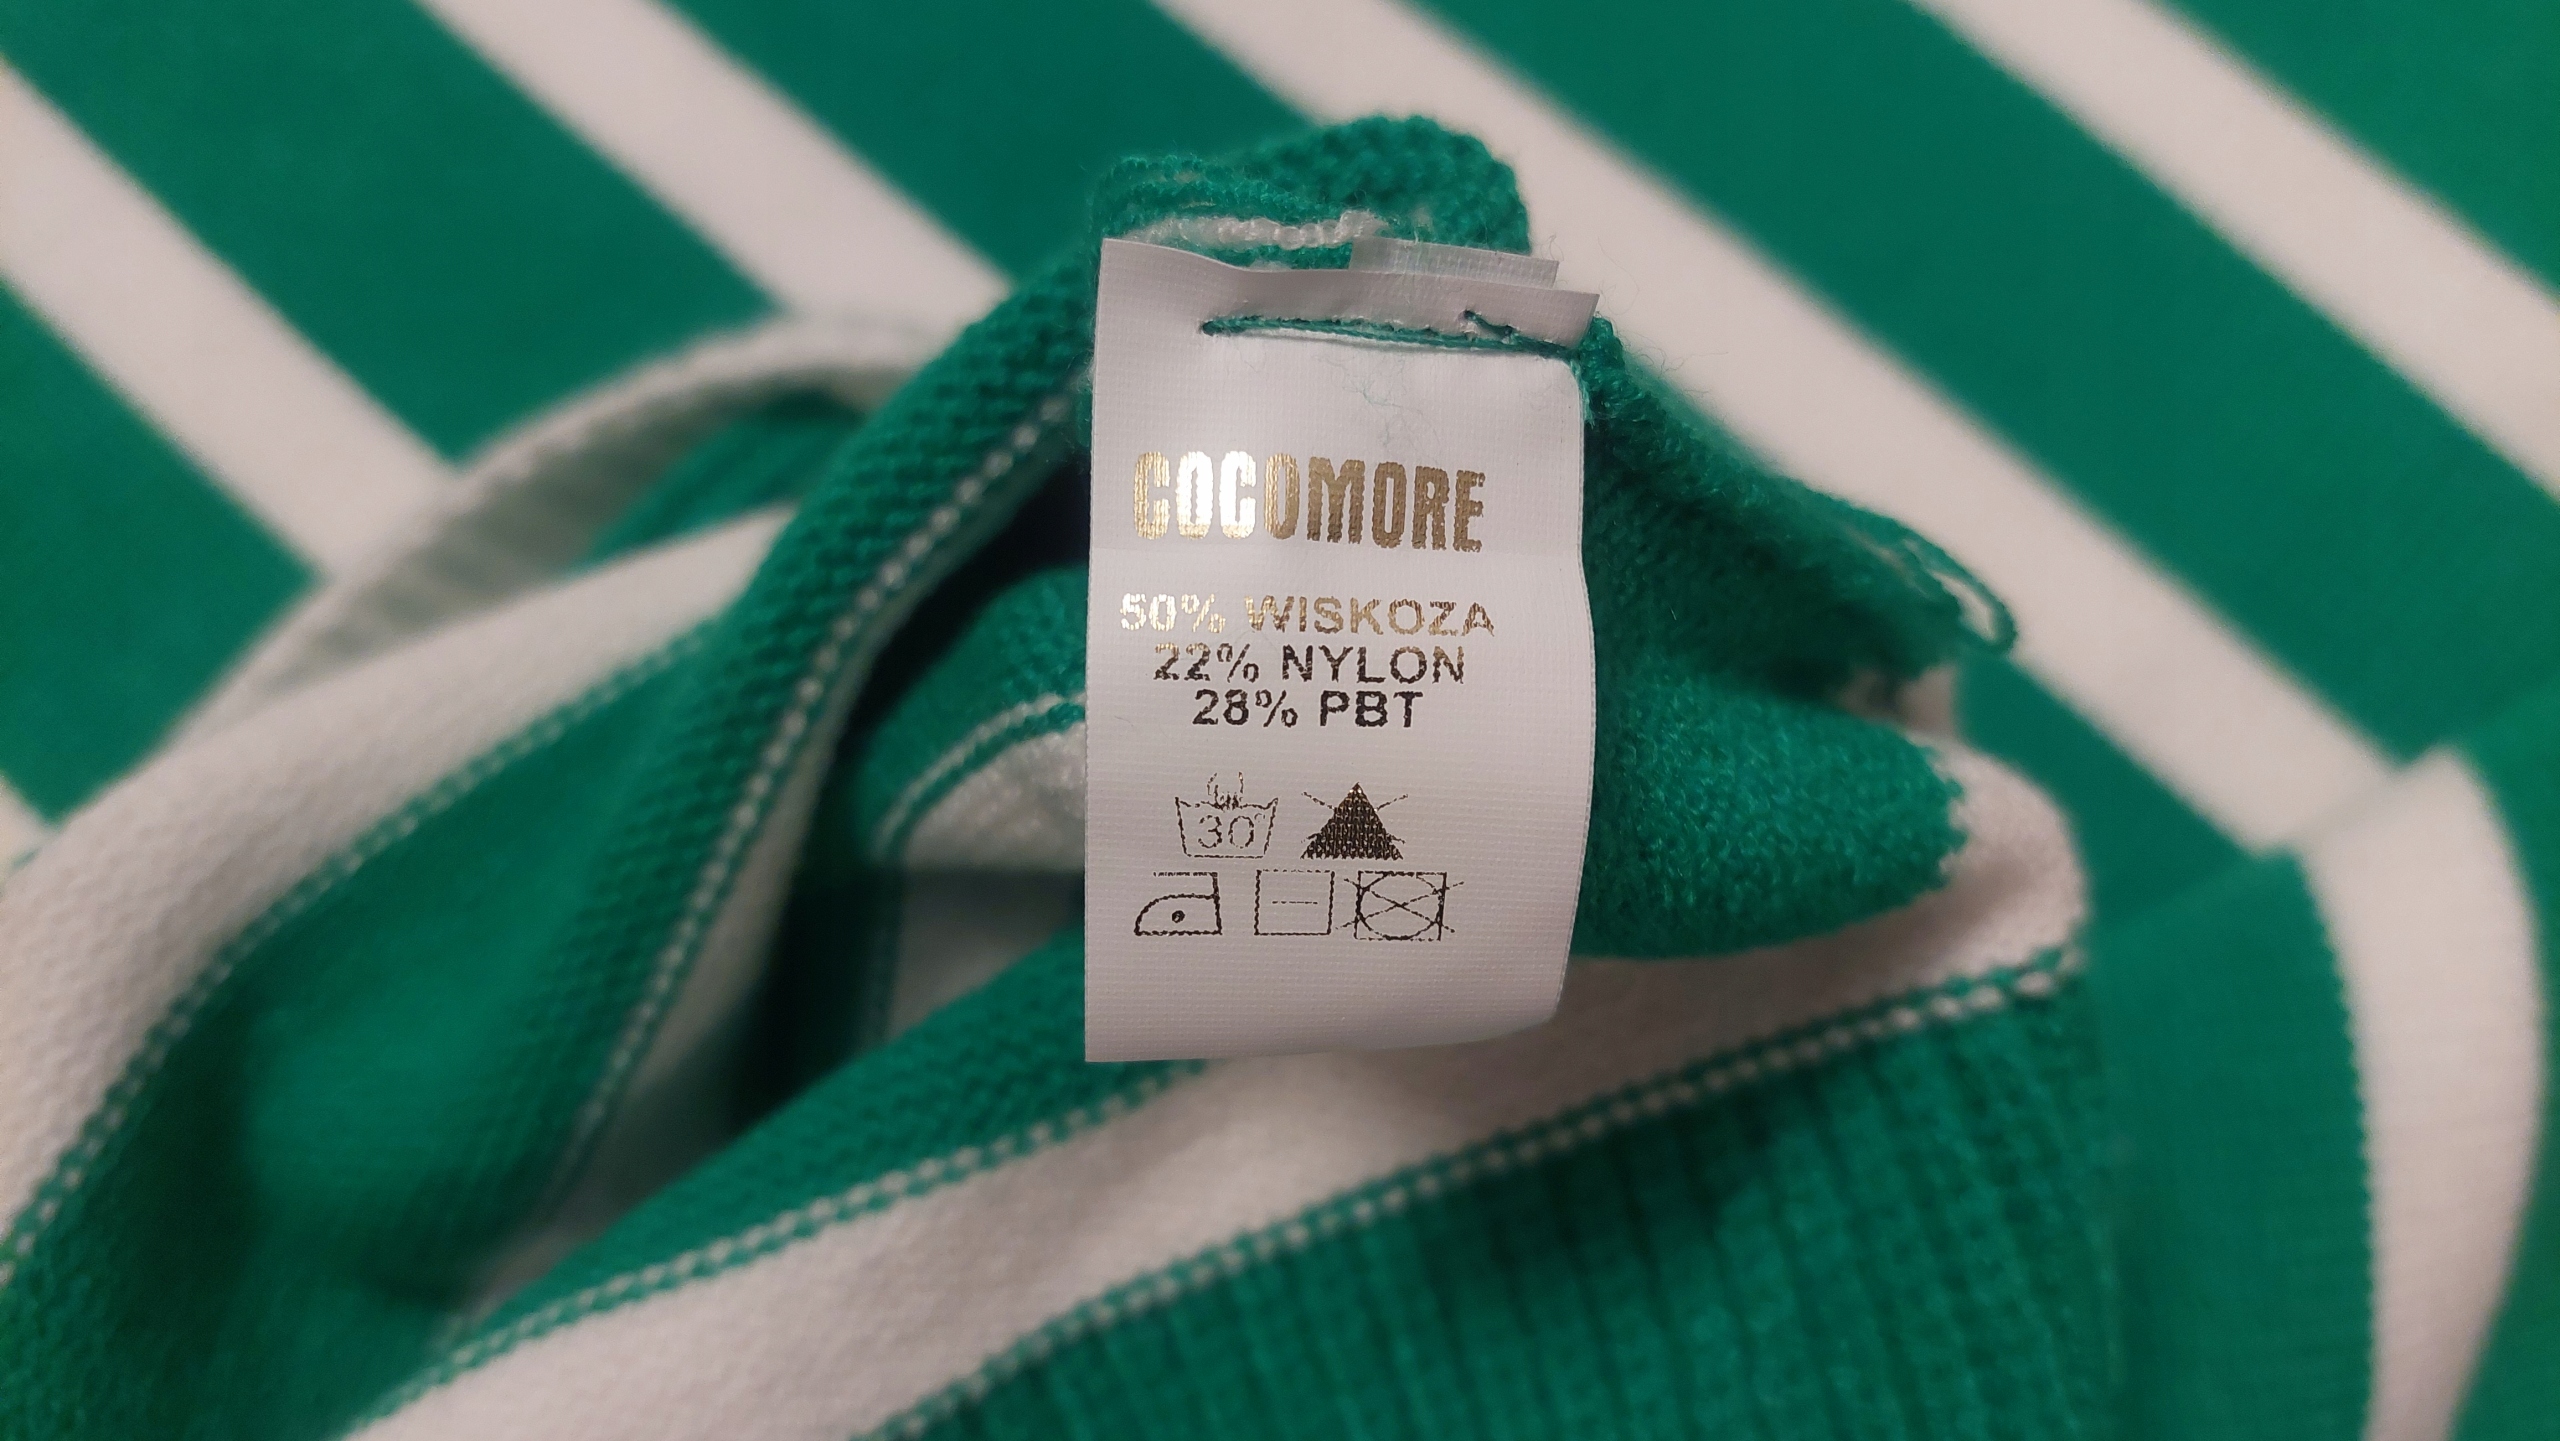 COCOMORE
50% WISKOZA
22% NYLON
28% PBT
30°